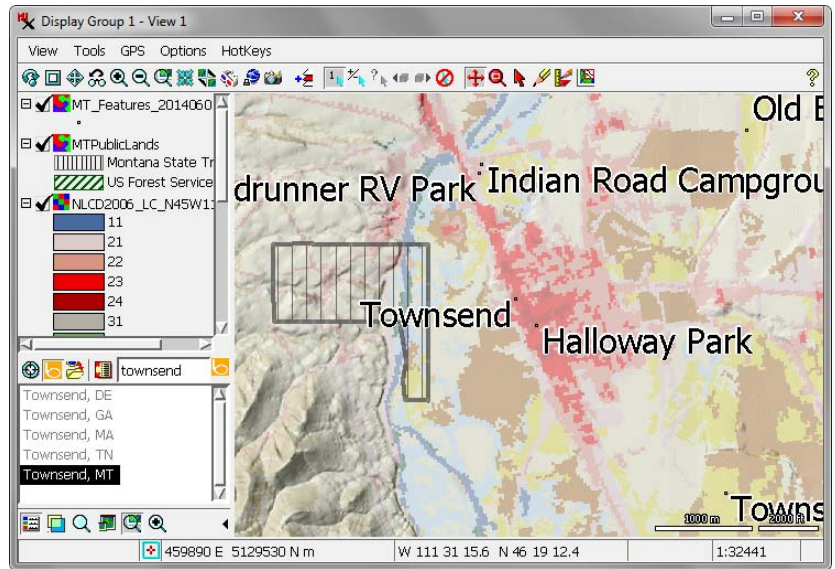 Display Group 1 - View 1
View Tools GPS Options HotKeys
MT_Features_2014060
MTPublicLands
Montana State Tr
US Forest Service
NLCD2006_LC_N45W11
11
21
22
23
24
31
townsend
Townsend, DE
Townsend, GA
Townsend, MA
Townsend, TN
Townsend, MT
Old
drunner RV Park
Indian Road Campgrou
Townsend
Halloway Park
Towns
1000 m
2000 ft
459890 E 5129530 N m
W 111 31 15.6 N 46 19 12.4
1:32441